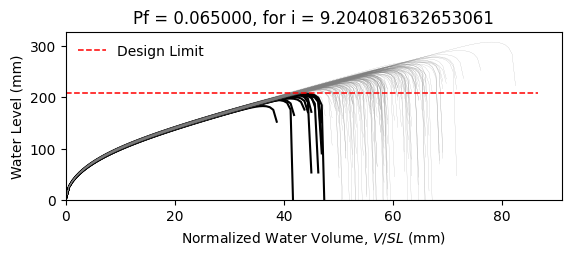 Pf = 0.065000, for i = 9.204081632653061
Design Limit
Water Level (mm)
300
200
100
0
0 20 40 60 80
Normalized Water Volume, V/SL (mm)